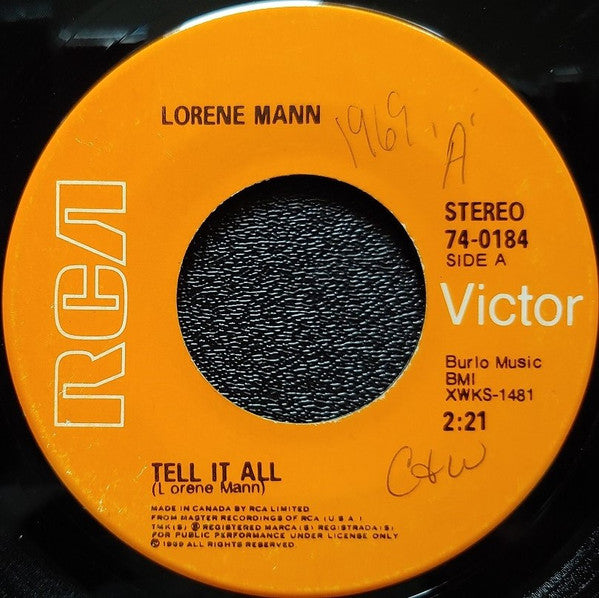 LORENE MANN
1969 'A'
STEREO
74-0184
SIDE A
RCA
Victor
Burlo Music
BMI
XWKS-1481
2:21
TELL IT ALL
(Lorene Mann)
C+W
MADE IN CANADA BY RCA LIMITED
FROM MASTER RECORDINGS OF RCA (U.S.A.)
TMK(S) ® REGISTERED MARCA(S) REGISTRADA(S)
FOR PUBLIC PERFORMANCE UNDER LICENSE ONLY
℗ 1969 ALL RIGHTS RESERVED.